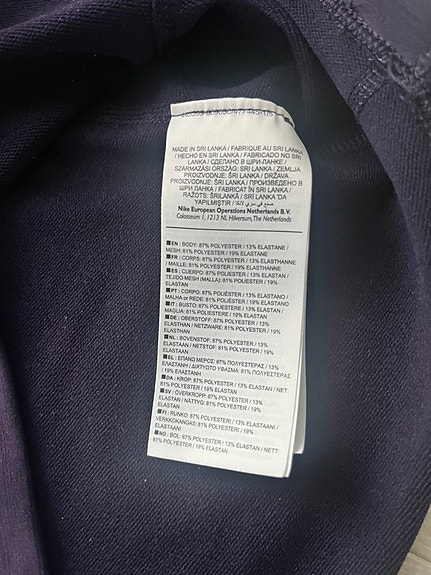 MADE IN SRI LANKA / FABRIQUE AU SRI LANKA
/ HECHO EN SRI LANKA / FABRICADO NO SRI
LANKA / СДЕЛАНО В ШРИ-ЛАНКЕ /
SZÁRMAZÁSI ORSZÁG: SRI LANKA / ZEMLJA
PROIZVODNJE: ŠRI LANKA / DRŽAVA
PROIZVODNJE: ŠRI LANKA / ПРОИЗВЕДЕНО В
ШРИ ЛАНКА / FABRICAT ÎN SRI LANKA /
RAŽOTS: ŠRILANKĀ / SRI LANKA 'DA
YAPILMIŞTIR / صنع في سري لانكا
Nike European Operations Netherlands B.V.
Colosseum 1, 1213 NL Hilversum, The Netherlands
EN : BODY: 87% POLYESTER / 13% ELASTANE /
MESH: 81% POLYESTER / 19% ELASTANE
FR : CORPS: 87% POLYESTER / 13% ELASTHANNE
/ MAILLE: 81% POLYESTER / 19% ELASTHANNE
ES : CUERPO: 87% POLIÉSTER / 13% ELASTÁN /
TEJIDO MESH (MALLA): 81% POLIÉSTER / 19%
ELASTÁN
PT : CORPO: 87% POLIÉSTER / 13% ELASTANO /
MALHA or REDE: 81% POLIÉSTER / 19% ELASTANO
IT : BUSTO: 87% POLIESTERE / 13% ELASTAN /
MAGLIA: 81% POLIESTERE / 19% ELASTAN
DE : OBERSTOFF: 87% POLYESTER / 13%
ELASTHAN / NETZWARE: 81% POLYESTER / 19%
ELASTHAN
NL : BOVENSTOF: 87% POLYESTER / 13%
ELASTAAN / NETSTOF: 81% POLYESTER / 19%
ELASTAAN
EL : ΕΠΑΝΩ ΜΕΡΟΣ: 87% ΠΟΛΥΕΣΤΕΡΑΣ / 13%
ΕΛΑΣΤΑΝΗ / ΔΙΚΤΥΩΤΟ ΥΦΑΣΜΑ: 81% ΠΟΛΥΕΣΤΕΡΑΣ
/ 19% ΕΛΑΣΤΑΝΗ
DA : KROP: 87% POLYESTER / 13% ELASTAN / NET:
81% POLYESTER / 19% ELASTAN
SV : ÖVERKROPP: 87% POLYESTER / 13%
ELASTAN / NÄTTYG: 81% POLYESTER / 19%
ELASTAN
FI : RUNKO: 87% POLYESTERI / 13% ELASTAANI /
VERKKOKANGAS: 81% POLYESTERI / 19%
ELASTAANI
NO : BOL: 87% POLYESTER / 13% ELASTAN / NETT:
81% POLYESTER / 19% ELASTAN